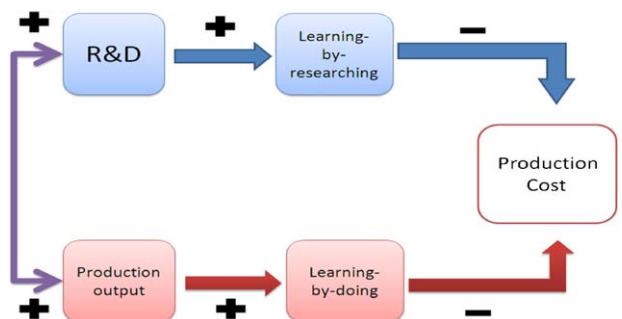 +
+
−
R&D
Learning-
by-
researching
Production
Cost
Production
output
Learning-
by-doing
+
+
−